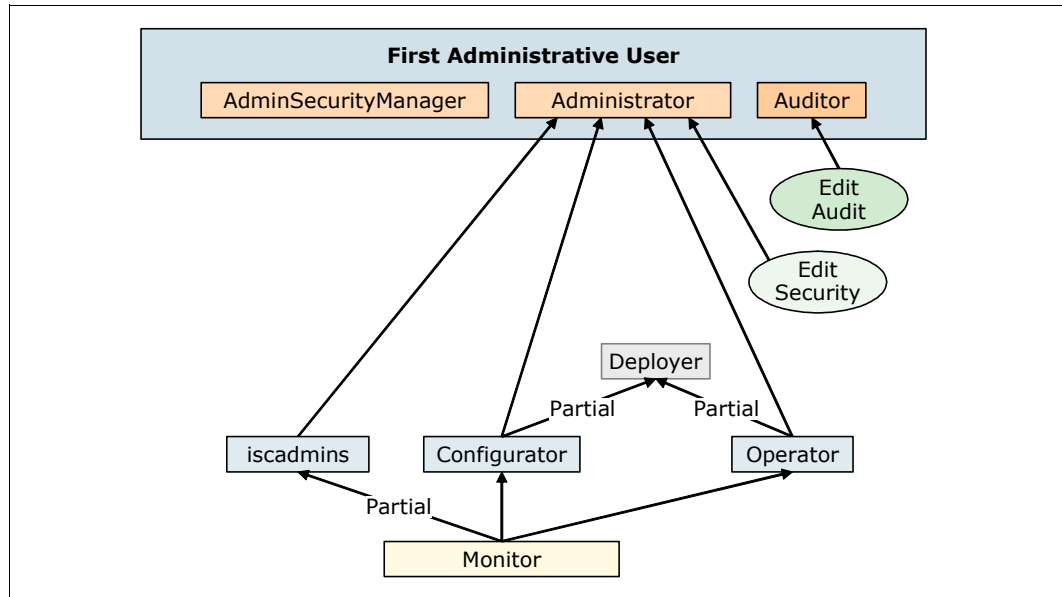 First Administrative User
AdminSecurityManager
Administrator
Auditor
Edit
Audit
Edit
Security
Deployer
Partial
Partial
iscadmins
Configurator
Operator
Partial
Monitor